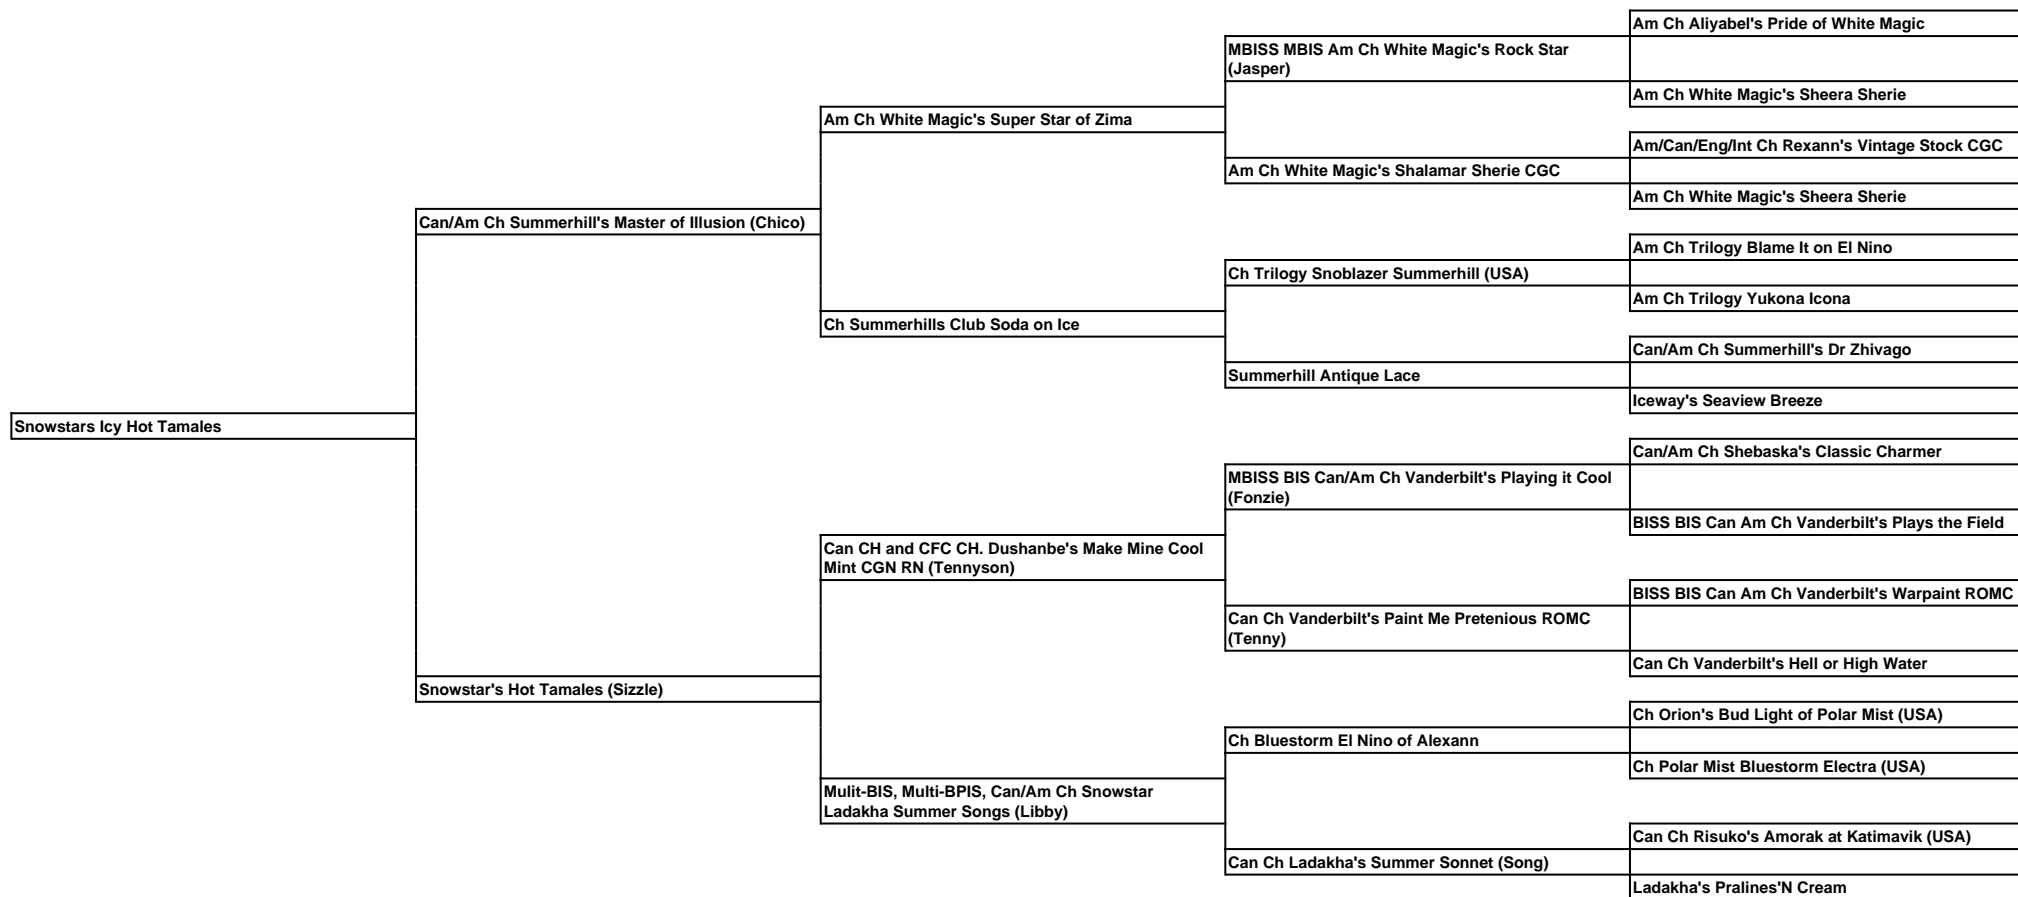 Am Ch Aliyabel's Pride of White Magic
MBISS MBIS Am Ch White Magic's Rock Star
(Jasper)
Am Ch White Magic's Sheera Sherie
Am Ch White Magic's Super Star of Zima
Am/Can/Eng/Int Ch Rexann's Vintage Stock CGC
Am Ch White Magic's Shalamar Sherie CGC
Am Ch White Magic's Sheera Sherie
Can/Am Ch Summerhill's Master of Illusion (Chico)
Am Ch Trilogy Blame It on El Nino
Ch Trilogy Snoblazer Summerhill (USA)
Am Ch Trilogy Yukona Icona
Ch Summerhills Club Soda on Ice
Can/Am Ch Summerhill's Dr Zhivago
Summerhill Antique Lace
Iceway's Seaview Breeze
Snowstars Icy Hot Tamales
Can/Am Ch Shebaska's Classic Charmer
MBISS BIS Can/Am Ch Vanderbilt's Playing it Cool
(Fonzie)
BISS BIS Can Am Ch Vanderbilt's Plays the Field
Can CH and CFC CH. Dushanbe's Make Mine Cool
Mint CGN RN (Tennyson)
BISS BIS Can Am Ch Vanderbilt's Warpaint ROMC
Can Ch Vanderbilt's Paint Me Pretenious ROMC
(Tenny)
Can Ch Vanderbilt's Hell or High Water
Snowstar's Hot Tamales (Sizzle)
Ch Orion's Bud Light of Polar Mist (USA)
Ch Bluestorm El Nino of Alexann
Ch Polar Mist Bluestorm Electra (USA)
Mulit-BIS, Multi-BPIS, Can/Am Ch Snowstar
Ladakha Summer Songs (Libby)
Can Ch Risuko's Amorak at Katimavik (USA)
Can Ch Ladakha's Summer Sonnet (Song)
Ladakha's Pralines'N Cream